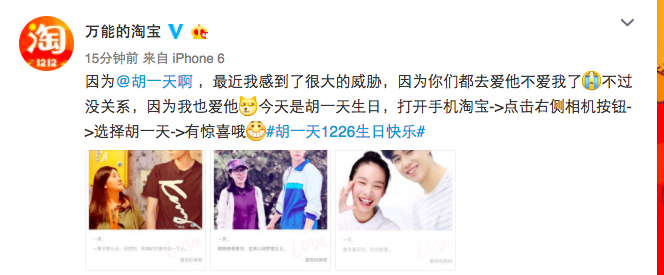 淘
12 12
万能的淘宝
15分钟前 来自 iPhone 6
因为@胡一天啊 ，最近我感到了很大的威胁，因为你们都去爱他不爱我了不过
没关系，因为我也爱他今天是胡一天生日，打开手机淘宝->点击右侧相机按钮-
>选择胡一天->有惊喜哦#胡一天1226生日快乐#
Love
Love
Love